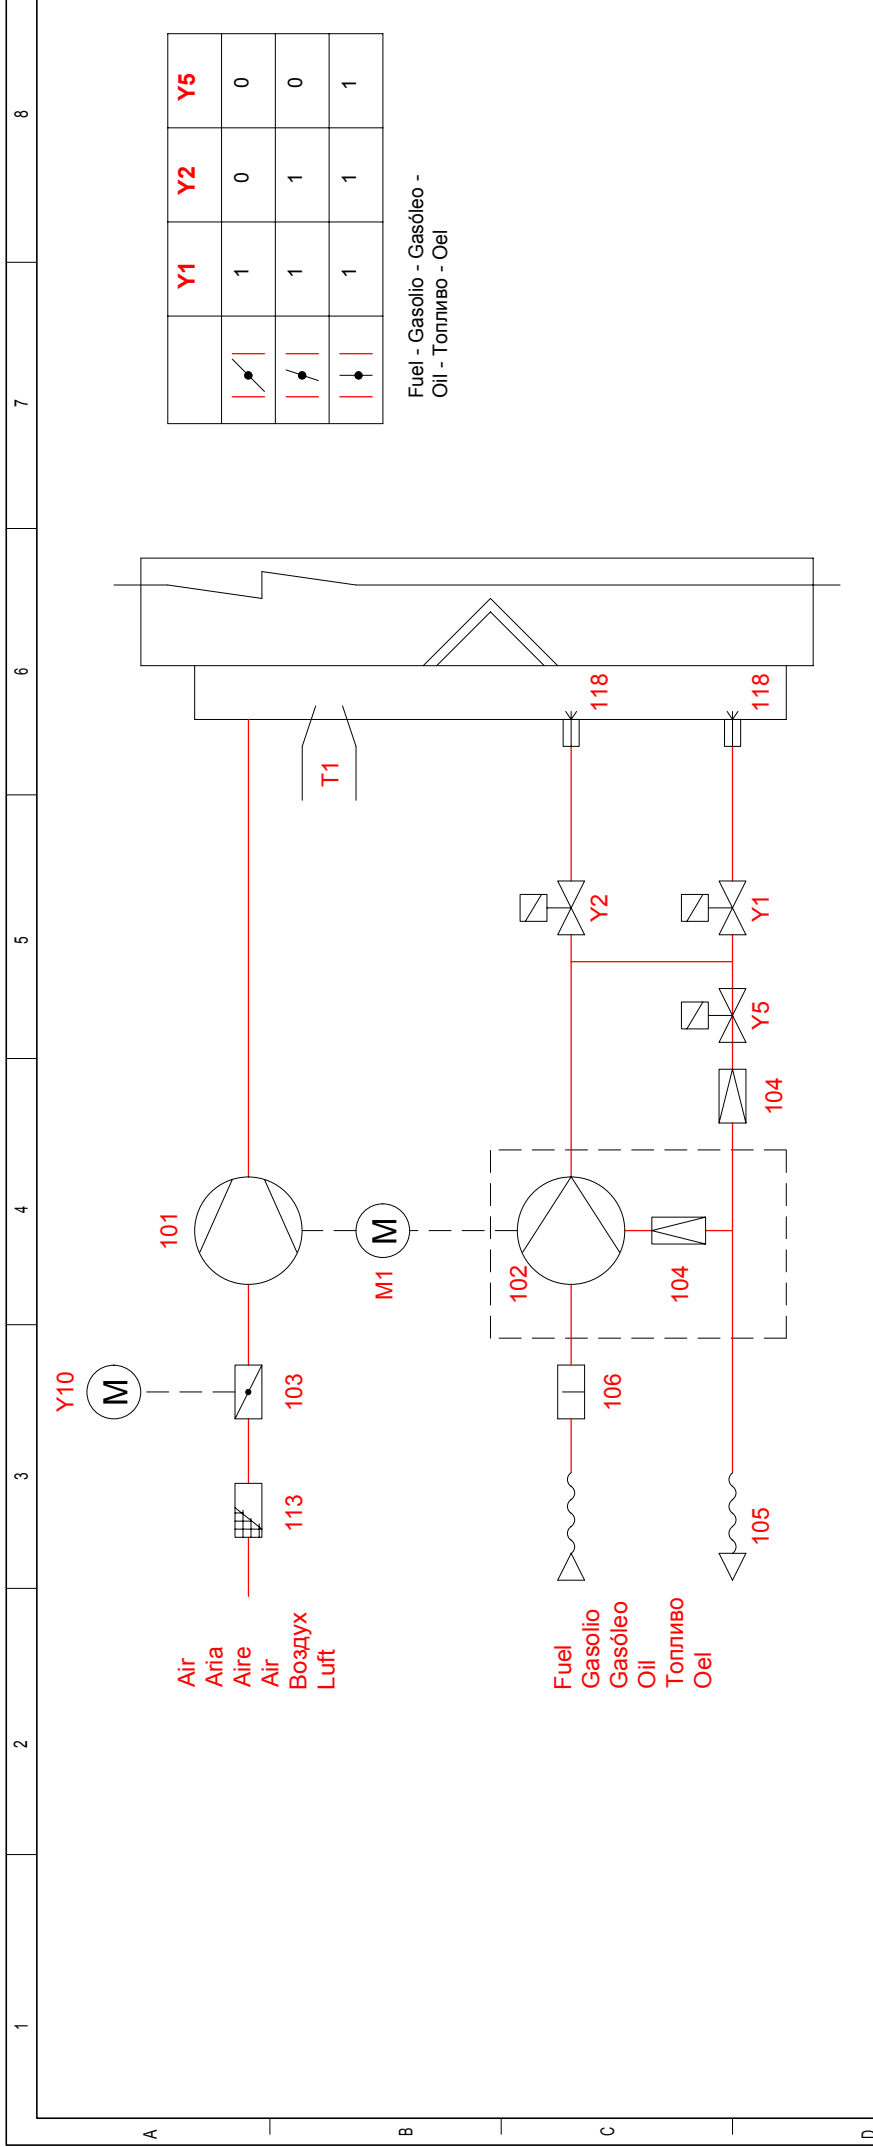 1
2
3
4
5
6
7
8
A
B
C
D
Y10
101
Air
Aria
Aire
Air
Воздух
Luft
113
103
M
M
M1
T1
Fuel
Gasolio
Gasóleo
Oil
Топливо
Oel
106
102
104
Y2
118
105
104
Y5
Y1
118
Y1 Y2 Y5
1 0 0
1 1 0
1 1 1
Fuel - Gasolio - Gasóleo -
Oil - Топливо - Oel